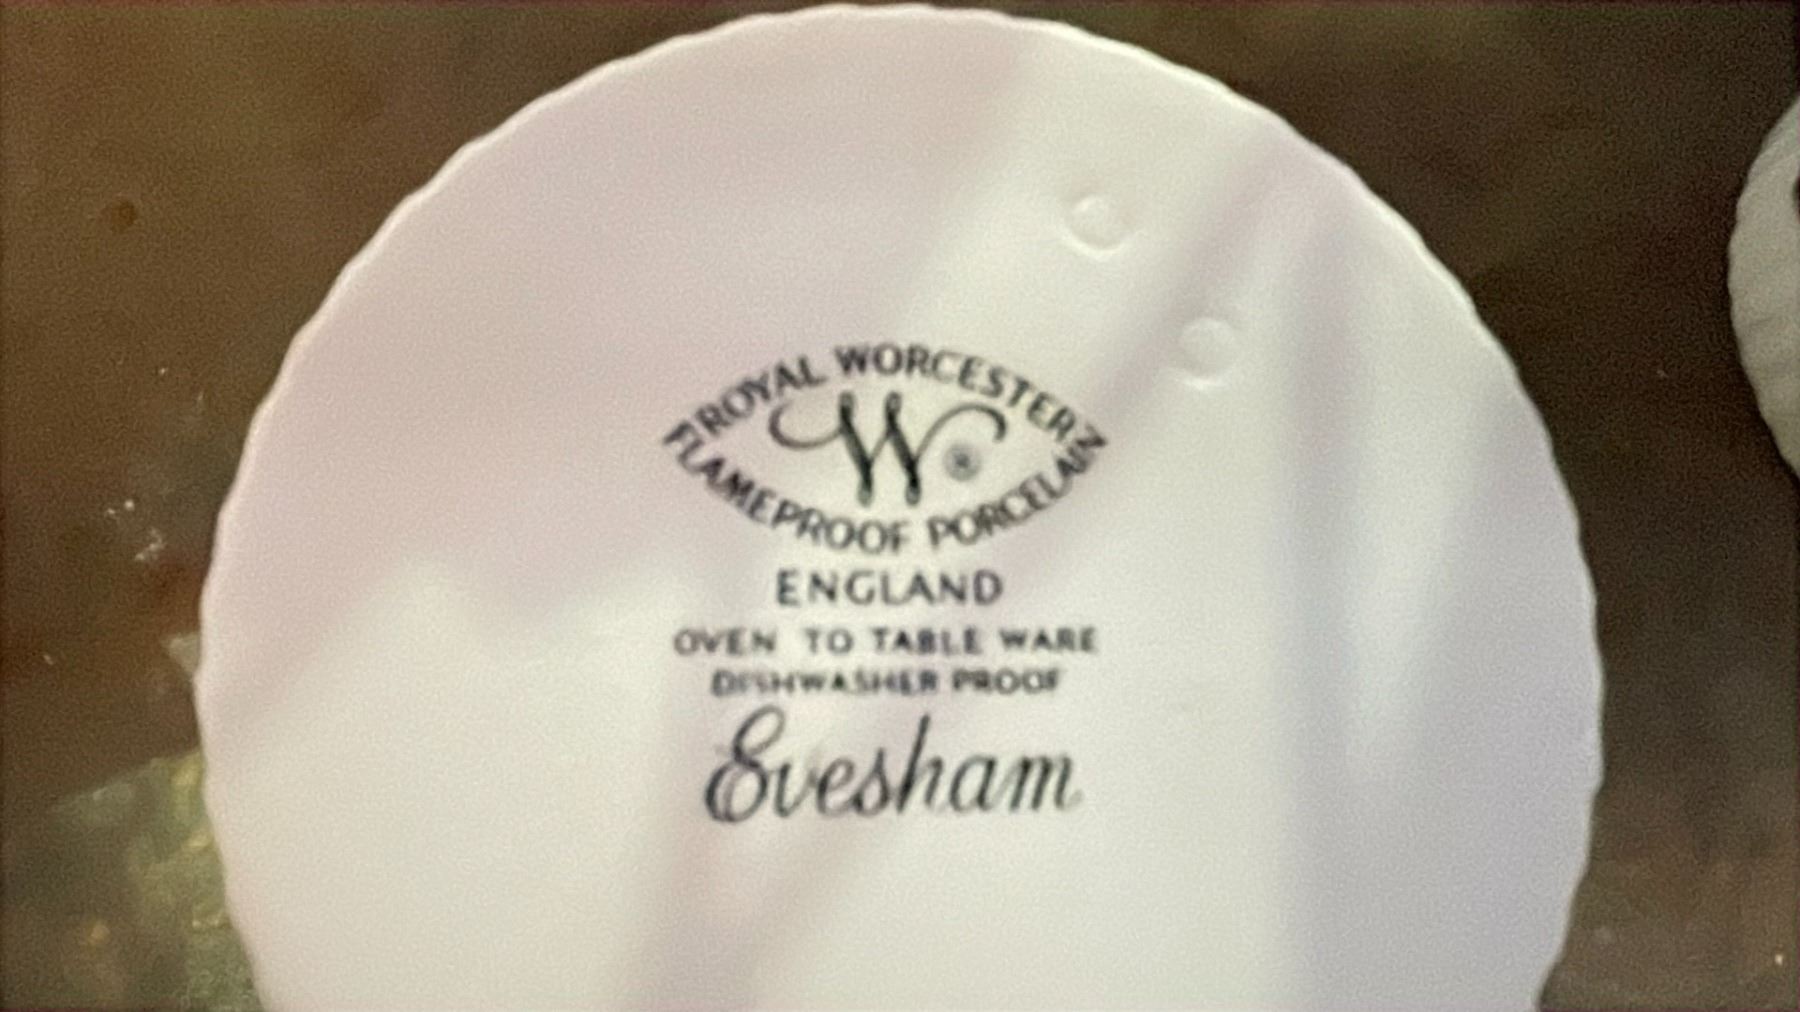 ROYAL WORCESTER
W ®
FLAMEPROOF PORCELAIN
ENGLAND
OVEN TO TABLE WARE
DISHWASHER PROOF
Evesham